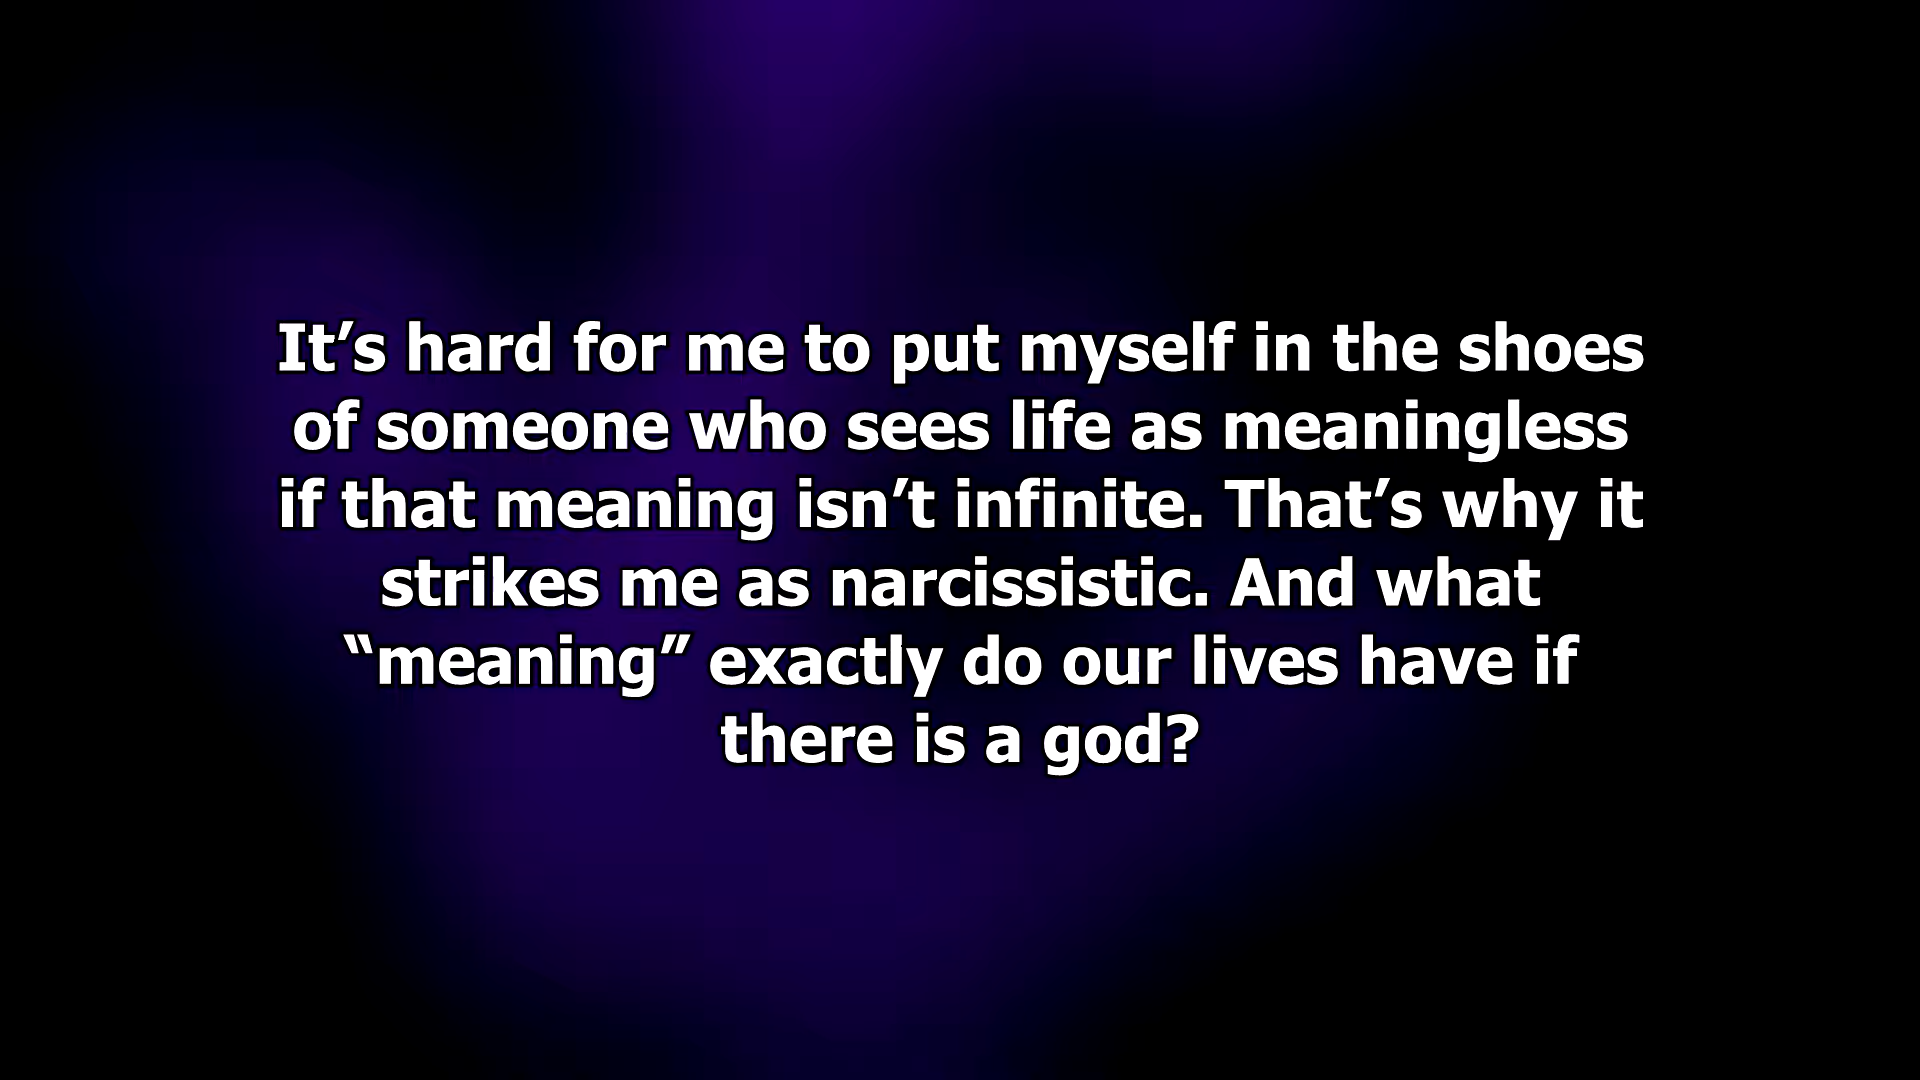 It’s hard for me to put myself in the shoes
of someone who sees life as meaningless
if that meaning isn’t infinite. That’s why it
strikes me as narcissistic. And what
“meaning” exactly do our lives have if
there is a god?